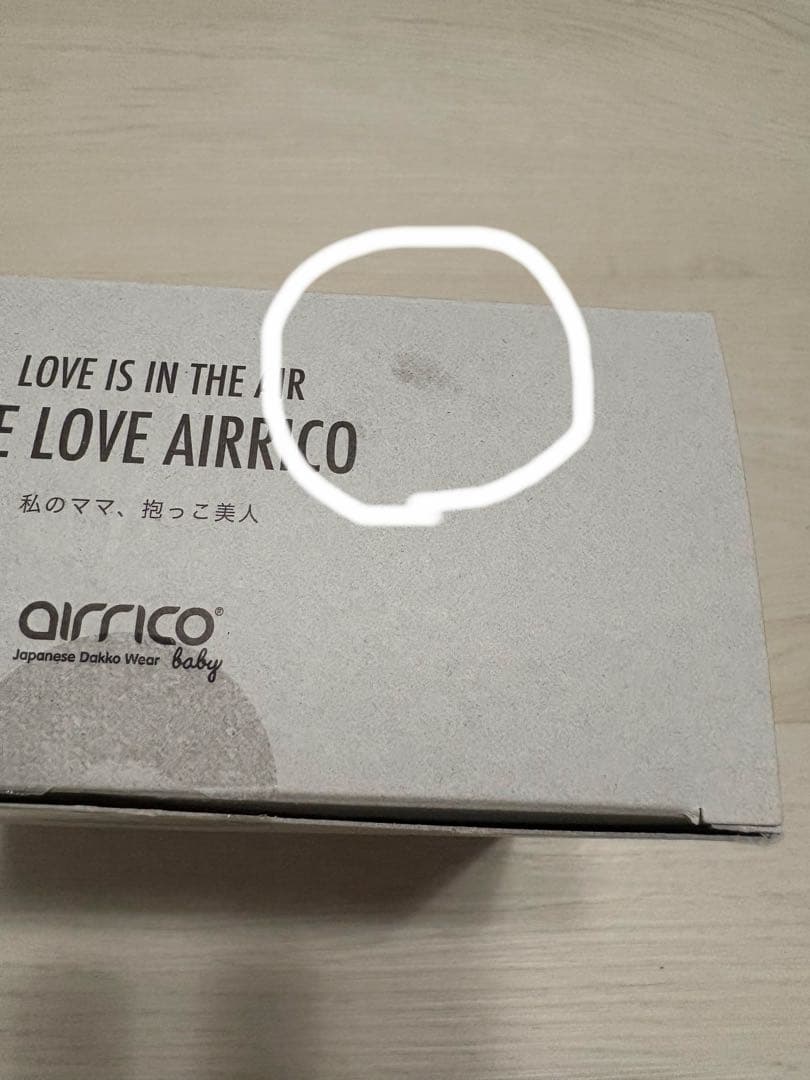 LOVE IS IN THE AIR
E LOVE AIRRICO
私のママ、抱っこ美人
airrico®
Japanese Dakko Wear baby